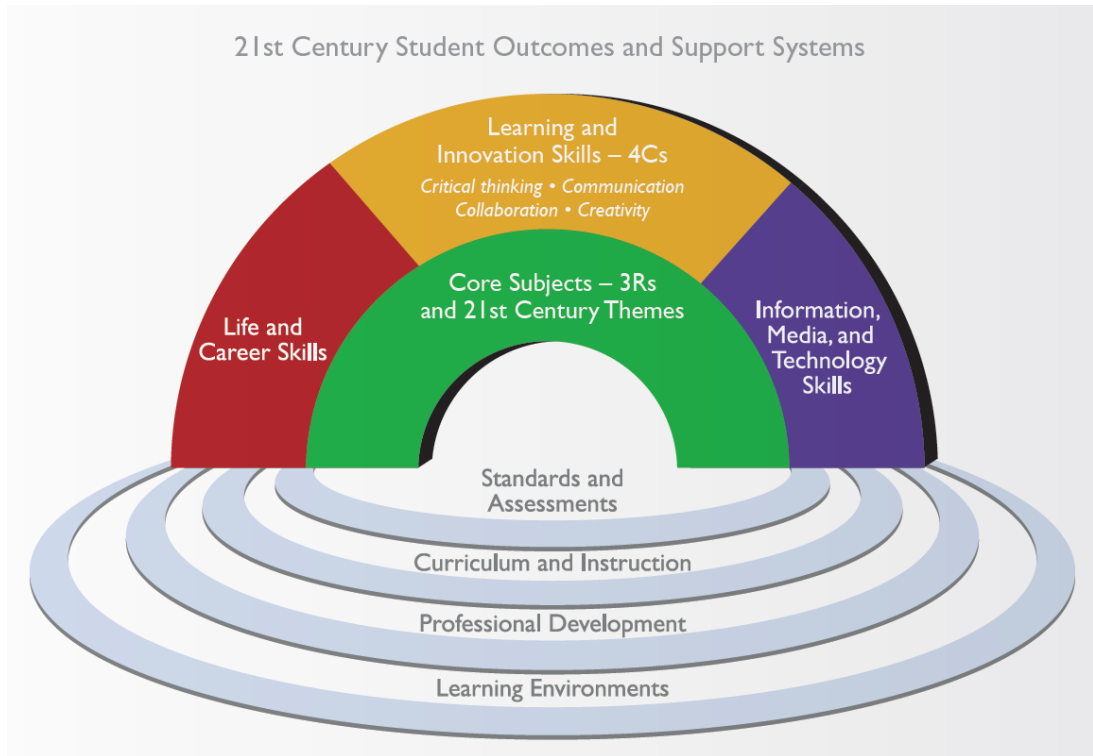 21st Century Student Outcomes and Support Systems
Learning and
Innovation Skills – 4Cs
Critical thinking • Communication
Collaboration • Creativity
Core Subjects – 3Rs
and 21st Century Themes
Life and
Career Skills
Information,
Media, and
Technology
Skills
Standards and
Assessments
Curriculum and Instruction
Professional Development
Learning Environments